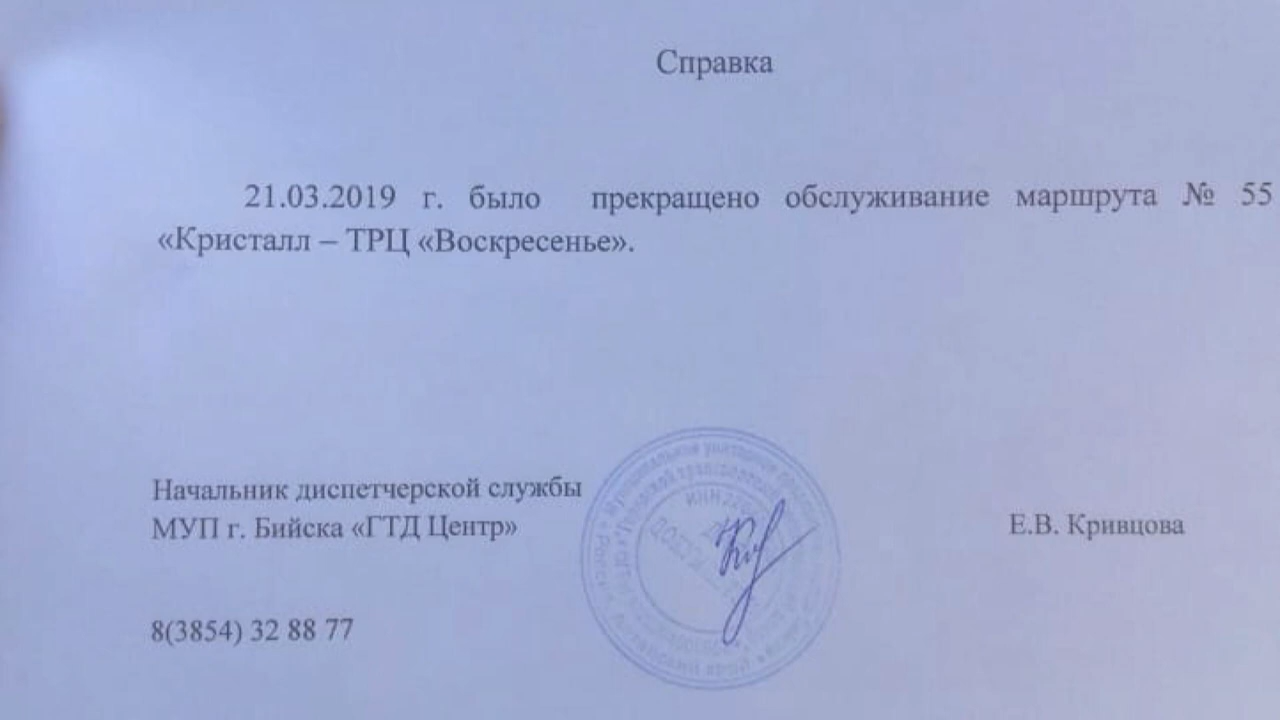 Справка
21.03.2019 г. было прекращено обслуживание маршрута № 55
«Кристалл – ТРЦ «Воскресенье».
Начальник диспетчерской службы
МУП г. Бийска «ГТД Центр»
Е.В. Кривцова
8(3854) 32 88 77